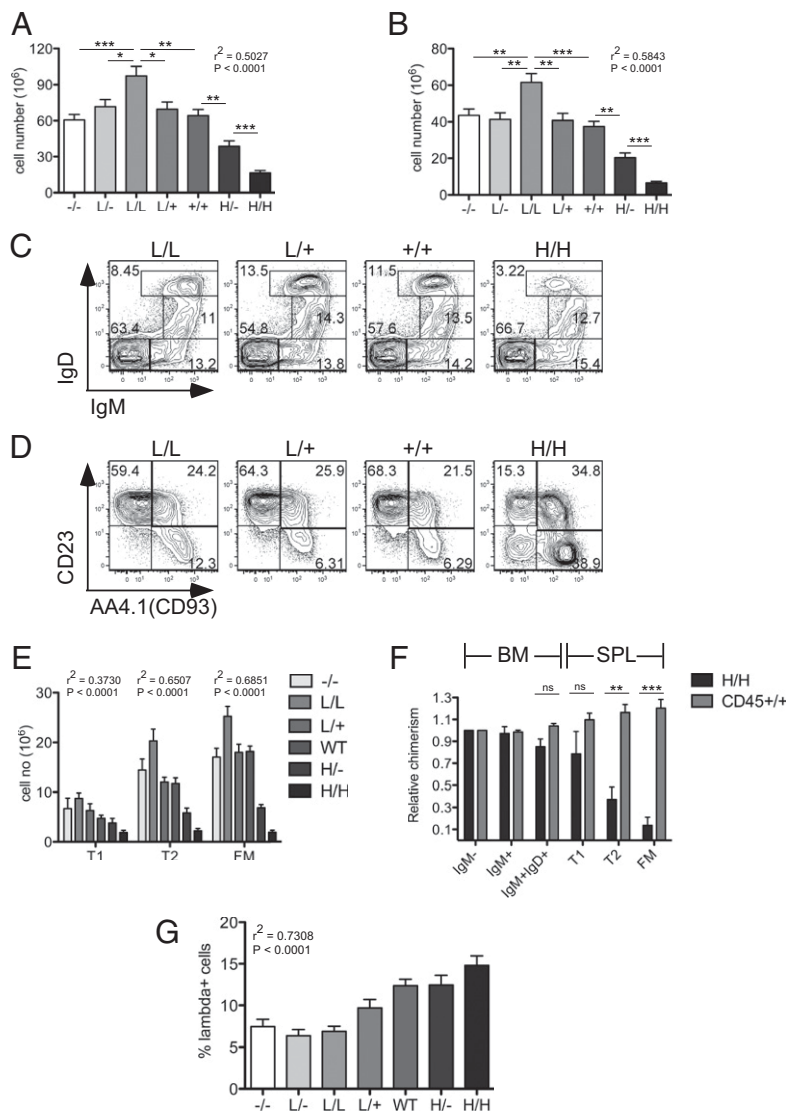 A
B
*** **
* *
r² = 0.5027
P < 0.0001
**
***
cell number (10⁶)
120
90
60
30
0
-/- L/- L/L L/+ +/+ H/- H/H
** ***
** **
r² = 0.5843
P < 0.0001
**
***
cell number (10⁶)
80
60
40
20
0
-/- L/- L/L L/+ +/+ H/- H/H
C
L/L L/+ +/+ H/H
8.45 13.5 11.5 3.22
11 14.3 13.5 12.7
63.4 54.8 57.6 66.7
13.2 13.8 14.2 15.4
IgD
IgM
D
L/L L/+ +/+ H/H
59.4 24.2 64.3 25.9 68.3 21.5 15.3 34.8
12.3 6.31 6.29 38.9
CD23
AA4.1(CD93)
E
r² = 0.3730 r² = 0.6507 r² = 0.6851
P < 0.0001 P < 0.0001 P < 0.0001
cell no (10⁶)
30
20
10
0
T1 T2 FM
-/-
L/L
L/+
WT
H/-
H/H
F
BM SPL
H/H
CD45+/+
ns ns ** ***
Relative chimerism
1.3
1.1
0.9
0.7
0.5
0.3
0.1
IgM- IgM+ IgM+IgD+ T1 T2 FM
G
r² = 0.7308
P < 0.0001
% lambda+ cells
20
15
10
5
0
-/- L/- L/L L/+ WT H/- H/H